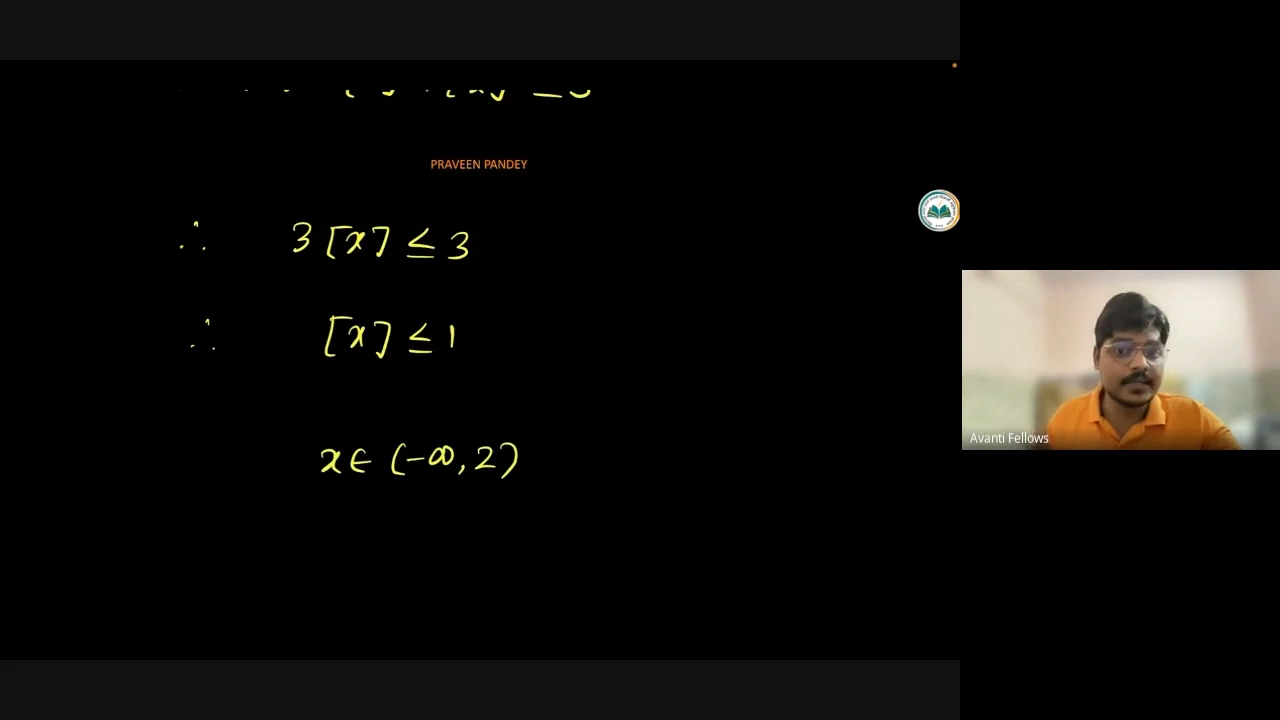 PRAVEEN PANDEY
∴ 3[x] ≤ 3
∴ [x] ≤ 1
x ∈ (-∞, 2)
Avanti Fellows